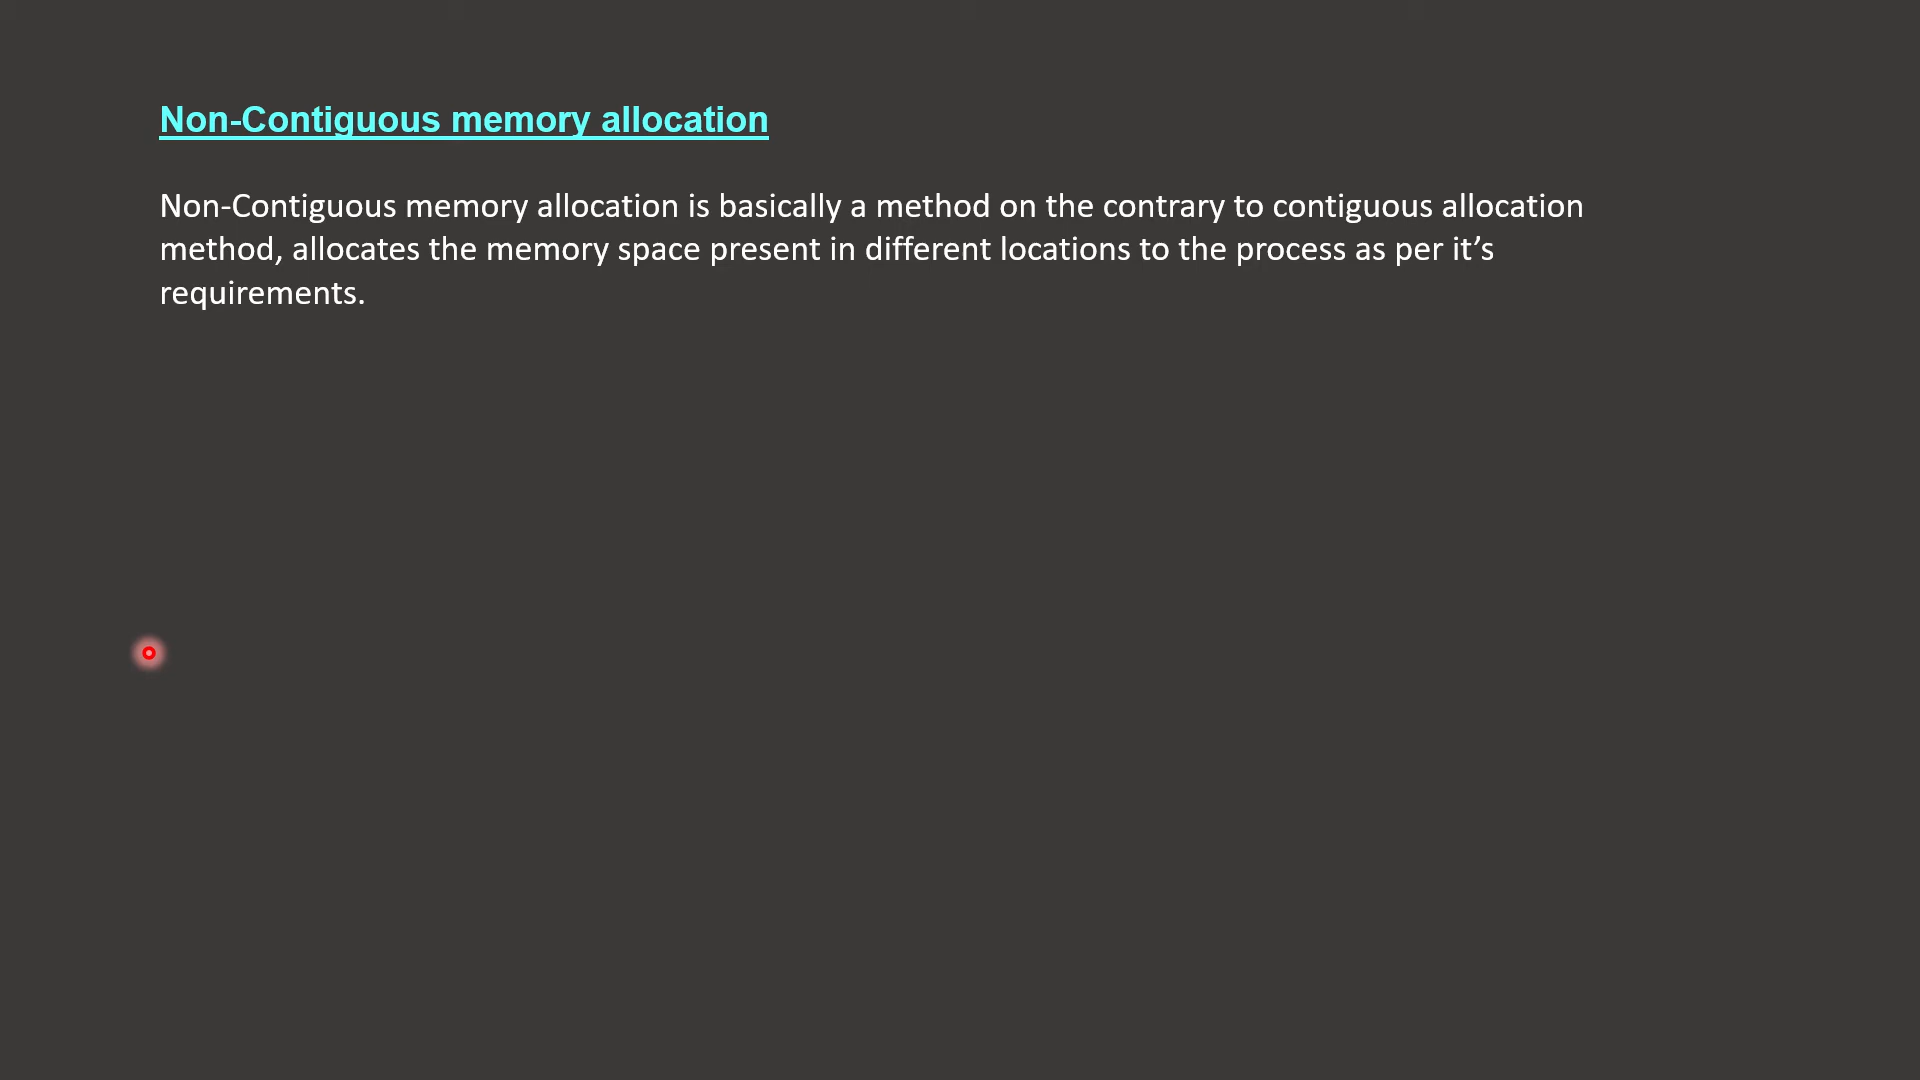 Non-Contiguous memory allocation
Non-Contiguous memory allocation is basically a method on the contrary to contiguous allocation
method, allocates the memory space present in different locations to the process as per it’s
requirements.